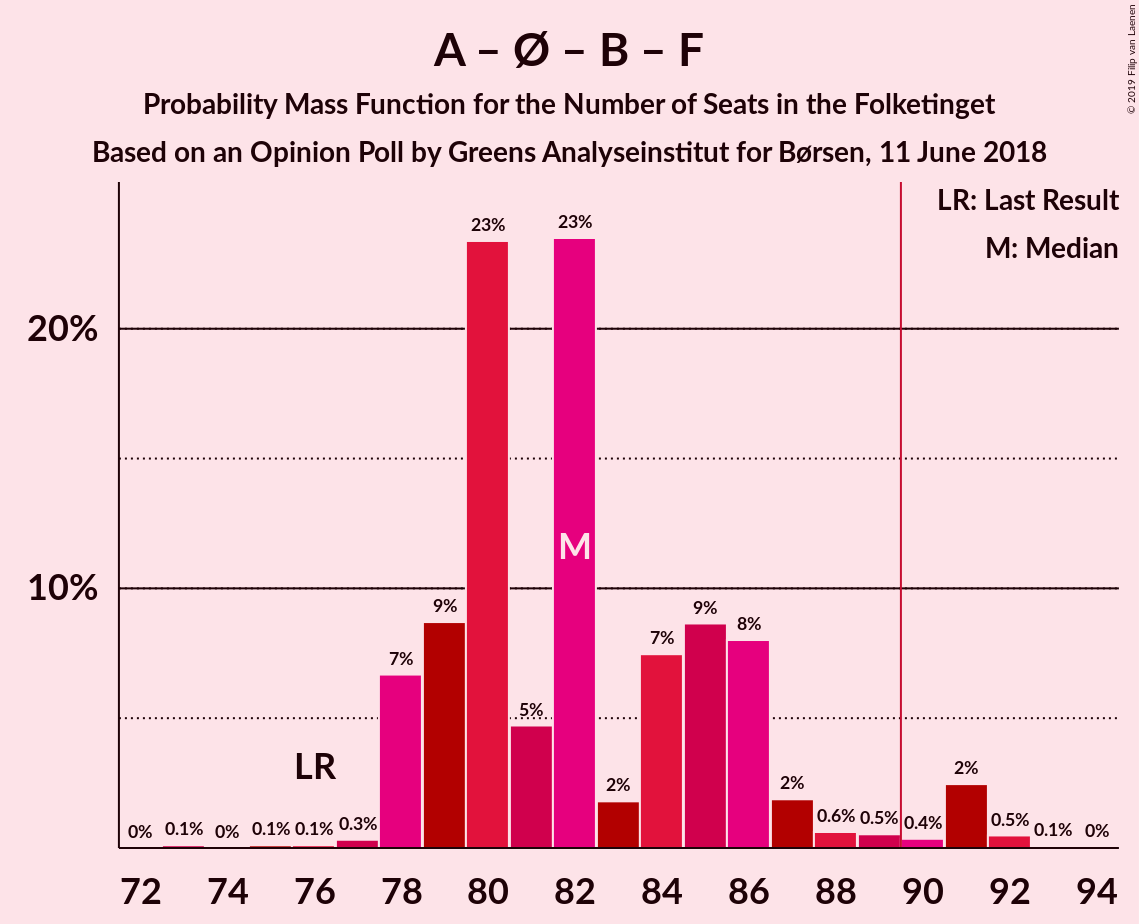 A – Ø – B – F
Probability Mass Function for the Number of Seats in the Folketinget
Based on an Opinion Poll by Greens Analyseinstitut for Børsen, 11 June 2018
© 2019 Filip van Laenen
LR: Last Result
M: Median
20%
10%
0% 0.1% 0% 0.1% 0.1% 0.3% 7% 9% 23% 5% 23% 2% 7% 9% 8% 2% 0.6% 0.5% 0.4% 2% 0.5% 0.1% 0%
LR
M
72 74 76 78 80 82 84 86 88 90 92 94